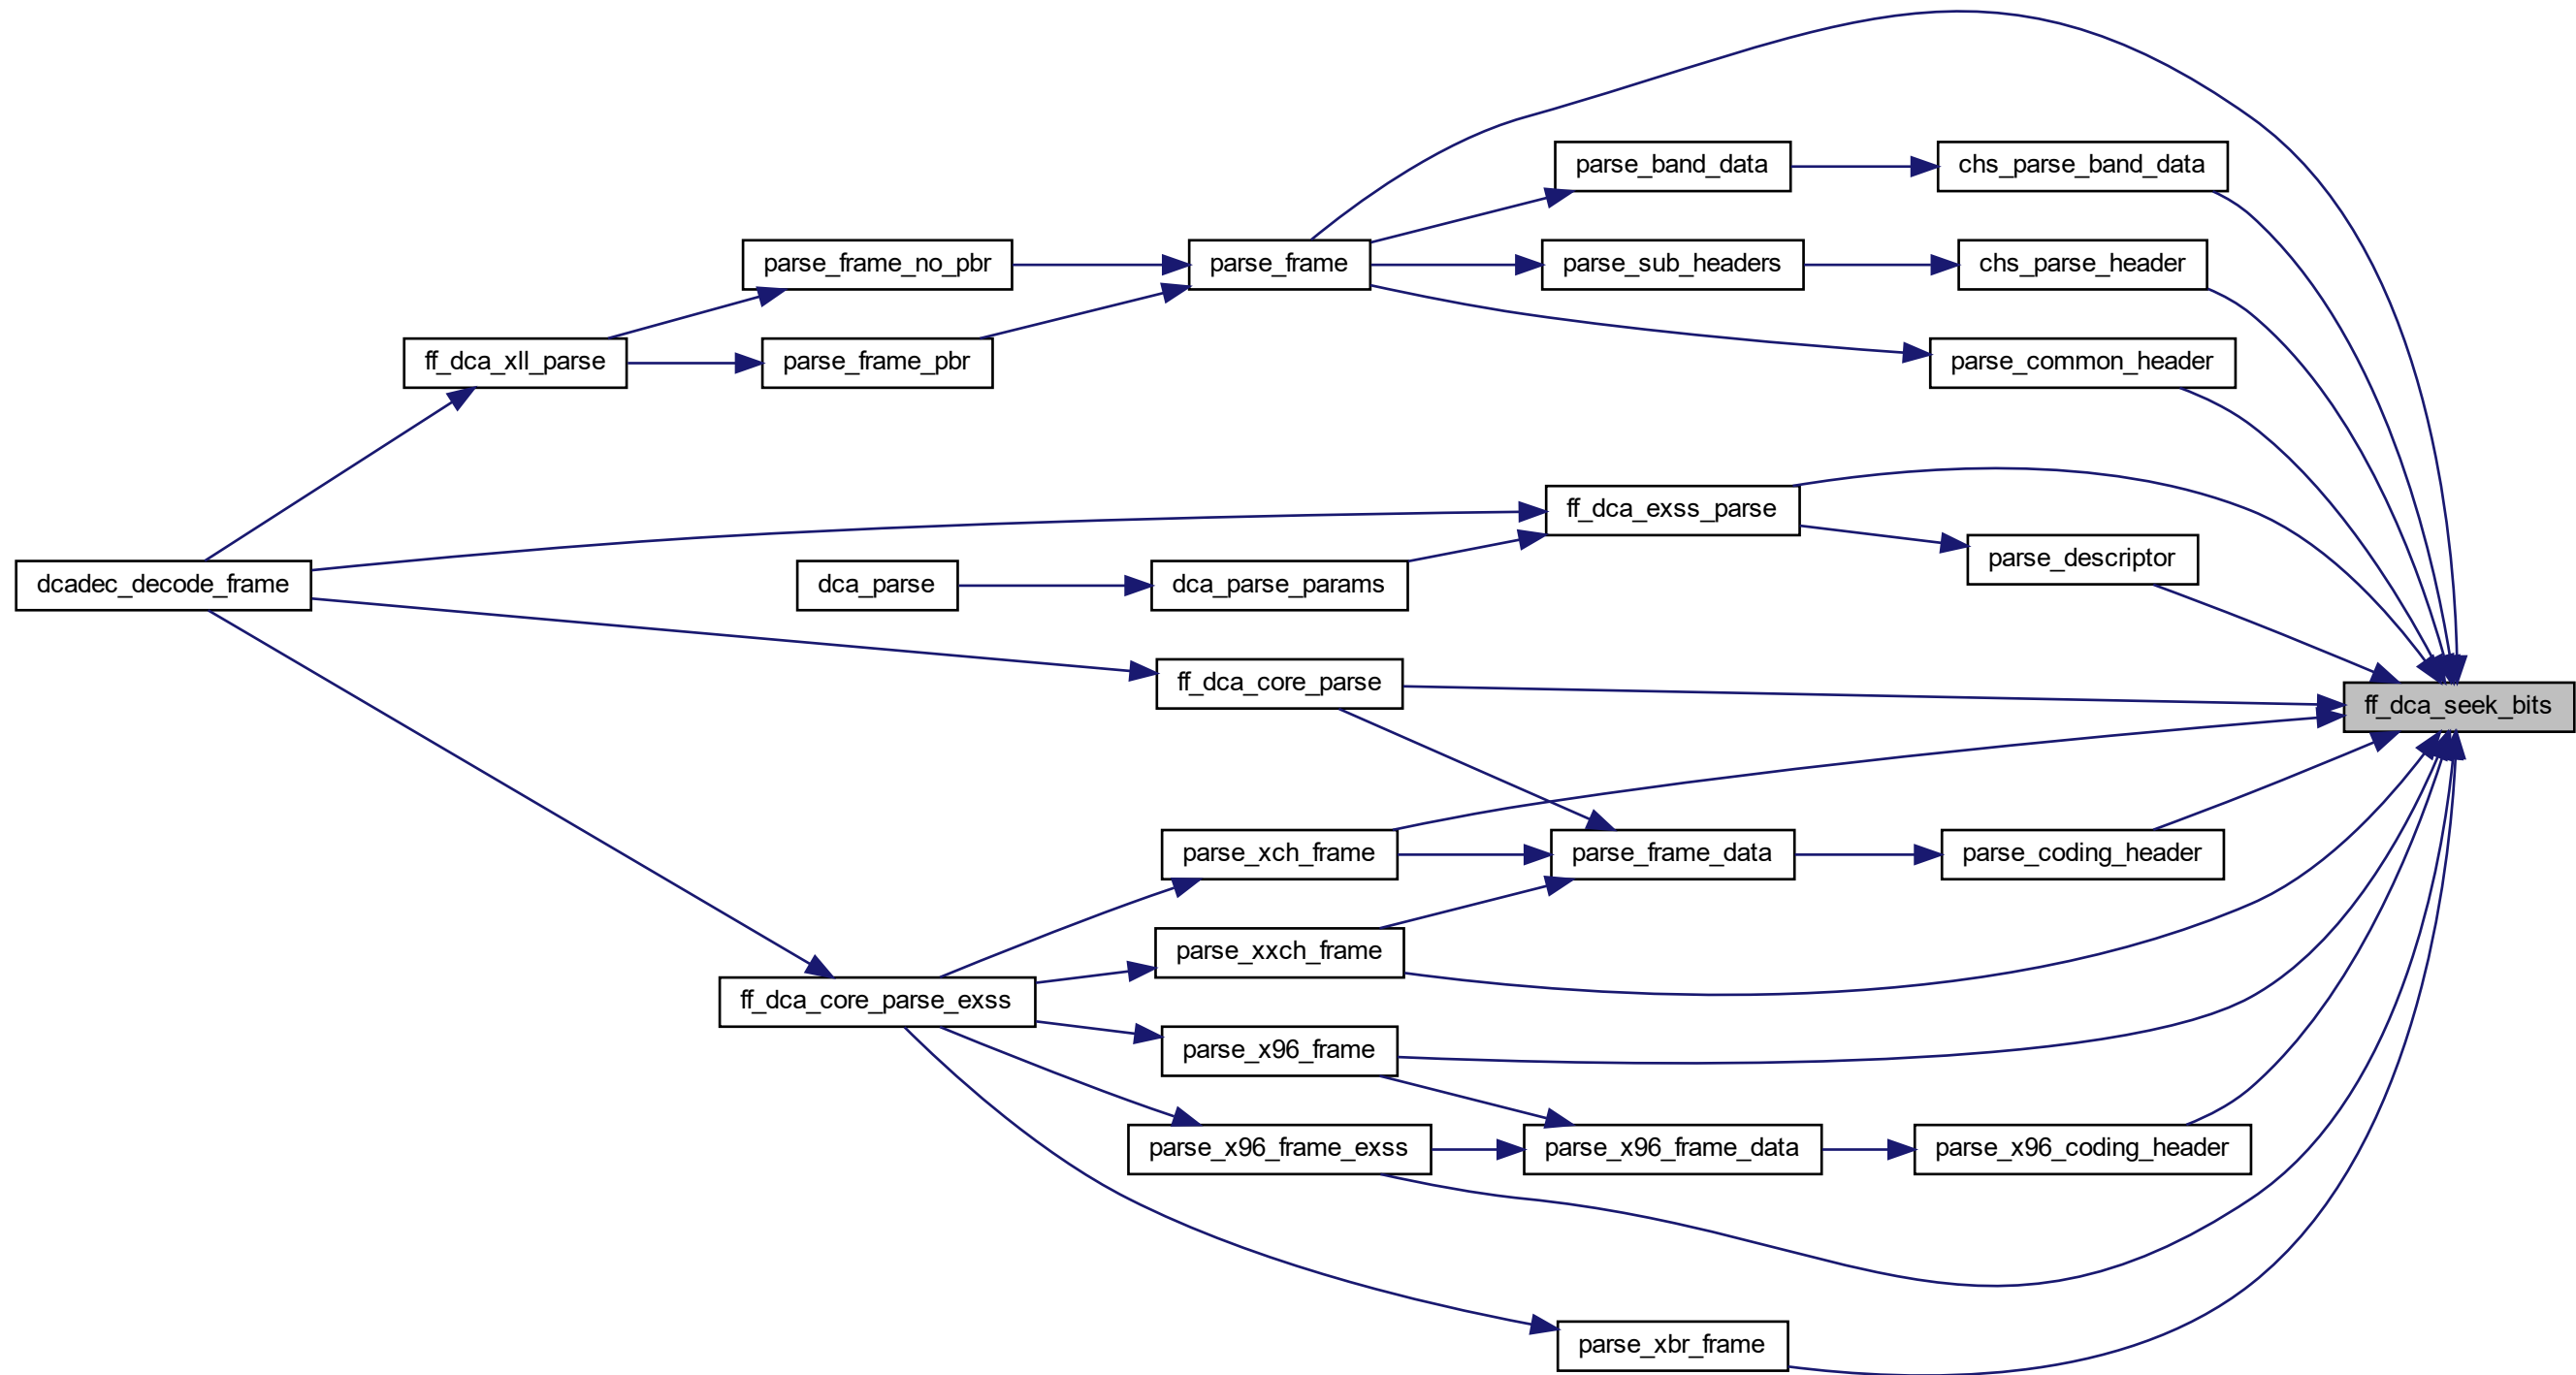 parse_band_data
chs_parse_band_data
parse_frame_no_pbr
parse_frame
parse_sub_headers
chs_parse_header
ff_dca_xll_parse
parse_frame_pbr
parse_common_header
ff_dca_exss_parse
parse_descriptor
dcadec_decode_frame
dca_parse
dca_parse_params
ff_dca_core_parse
ff_dca_seek_bits
parse_xch_frame
parse_frame_data
parse_coding_header
parse_xxch_frame
ff_dca_core_parse_exss
parse_x96_frame
parse_x96_frame_exss
parse_x96_frame_data
parse_x96_coding_header
parse_xbr_frame